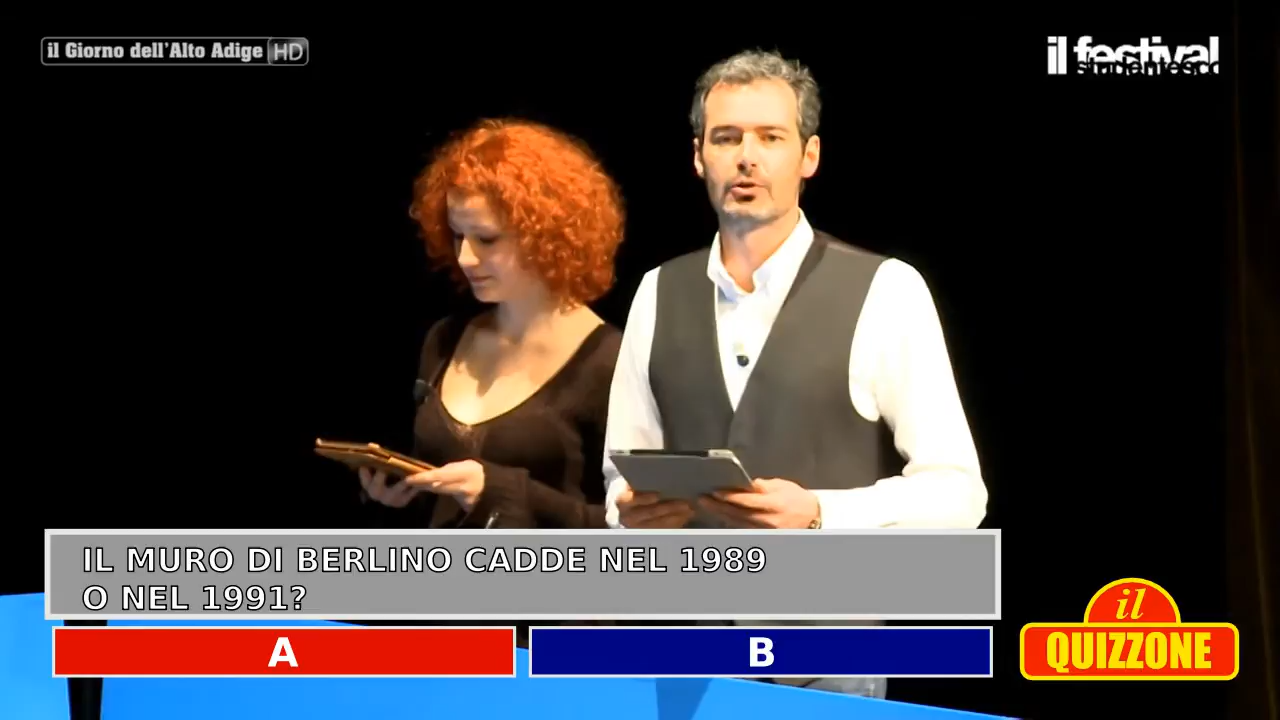 il Giorno dell'Alto Adige HD
il festival
studentesco
IL MURO DI BERLINO CADDE NEL 1989
O NEL 1991?
A B
il
QUIZZONE